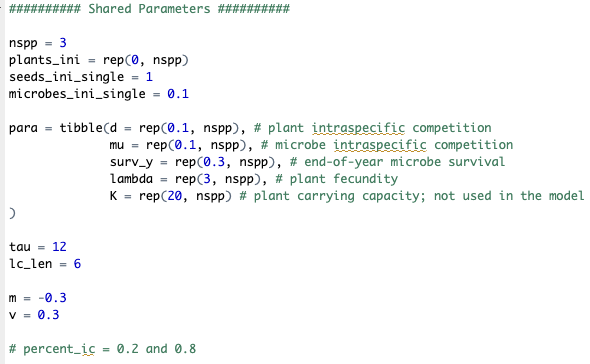 ########## Shared Parameters ##########
nspp = 3
plants_ini = rep(0, nspp)
seeds_ini_single = 1
microbes_ini_single = 0.1
para = tibble(d = rep(0.1, nspp), # plant intraspecific competition
mu = rep(0.1, nspp), # microbe intraspecific competition
surv_y = rep(0.3, nspp), # end-of-year microbe survival
lambda = rep(3, nspp), # plant fecundity
K = rep(20, nspp) # plant carrying capacity; not used in the model
)
tau = 12
lc_len = 6
m = -0.3
v = 0.3
# percent_ic = 0.2 and 0.8